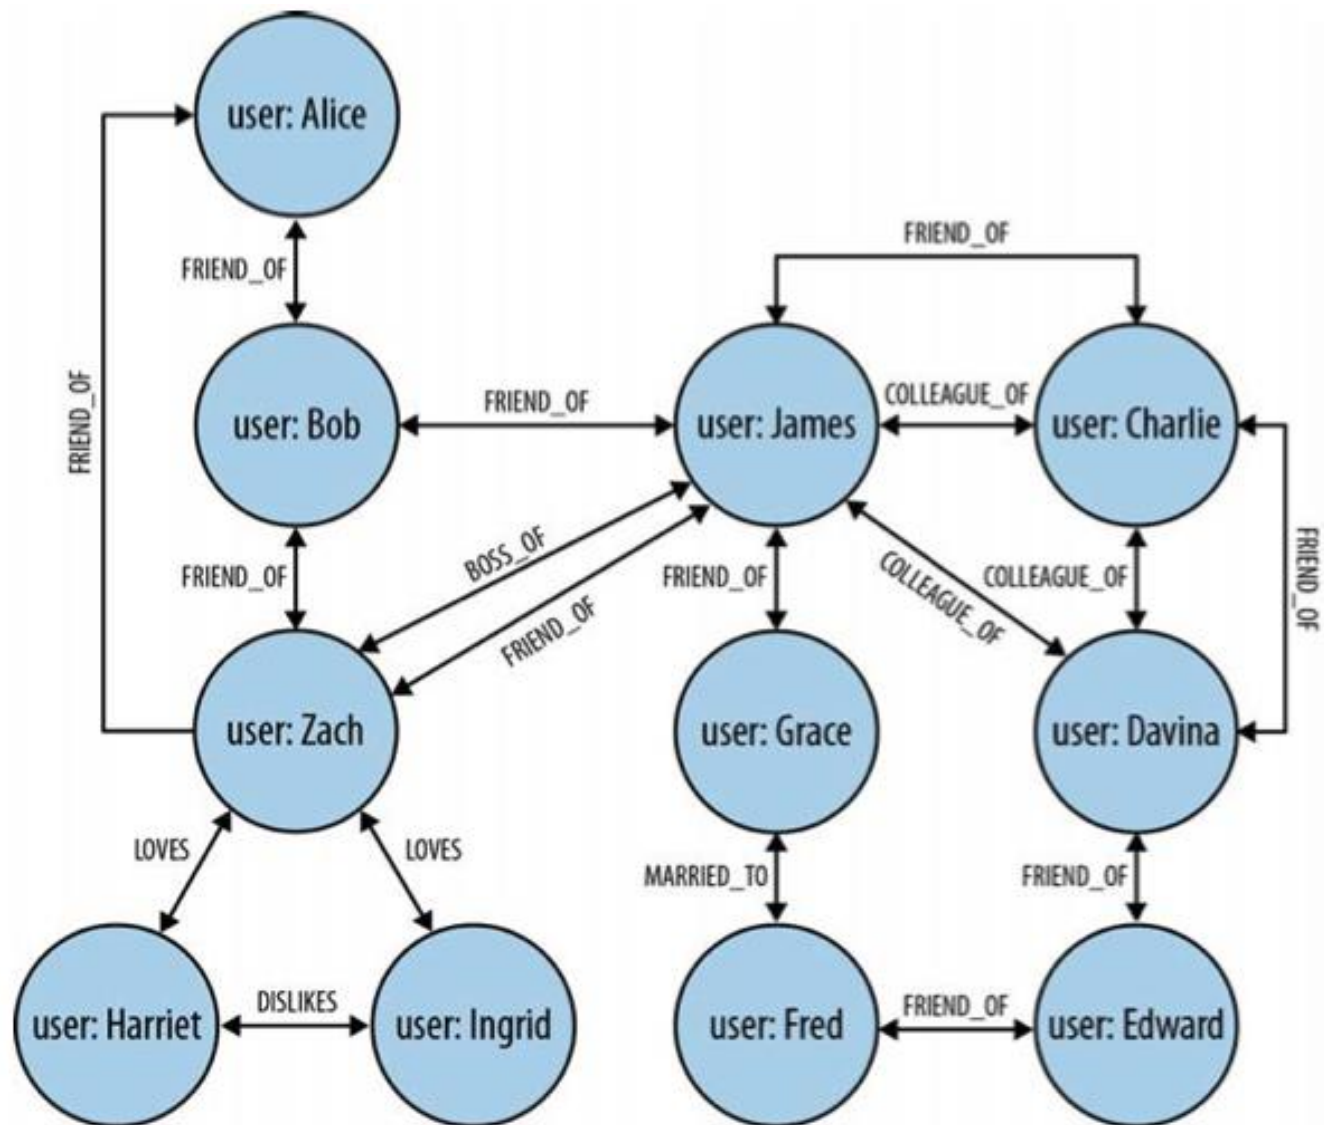 user: Alice
FRIEND_OF
FRIEND_OF
FRIEND_OF
user: Bob
FRIEND_OF
user: James
COLLEAGUE_OF
user: Charlie
FRIEND_OF
FRIEND_OF
BOSS_OF
FRIEND_OF
FRIEND_OF
COLLEAGUE_OF
COLLEAGUE_OF
FRIEND_OF
user: Zach
user: Grace
user: Davina
LOVES
LOVES
MARRIED_TO
FRIEND_OF
user: Harriet
DISLIKES
user: Ingrid
user: Fred
FRIEND_OF
user: Edward